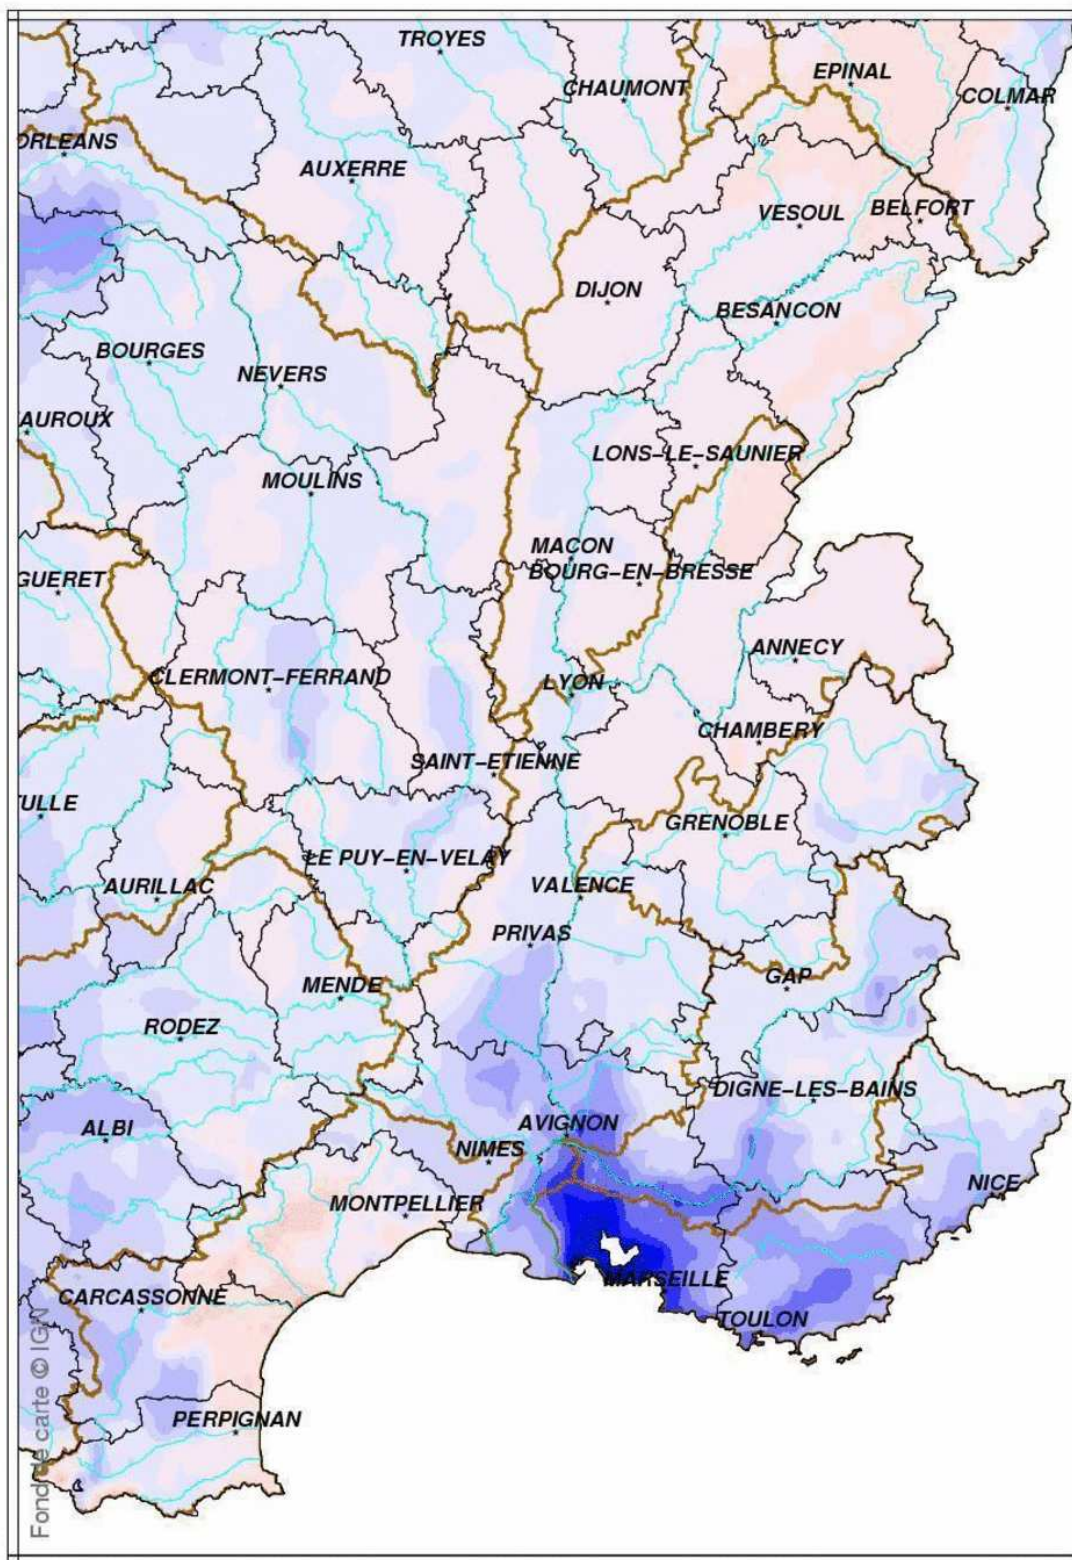 TROYES
EPINAL
CHAUMONT
COLMAR
ORLEANS
AUXERRE
VESOUL
BELFORT
DIJON
BESANCON
BOURGES
NEVERS
AUROUX
LONS-LE-SAUNIER
MOULINS
MACON
BOURG-EN-BRESSE
GUERET
ANNECY
CLERMONT-FERRAND
LYON
CHAMBERY
SAINT-ETIENNE
TULLE
GRENOBLE
LE PUY-EN-VELAY
AURILLAC
VALENCE
PRIVAS
GAP
MENDE
RODEZ
DIGNE-LES-BAINS
ALBI
AVIGNON
NIMES
NICE
MONTPELLIER
MARSEILLE
CARCASSONNE
TOULON
PERPIGNAN
Fond de carte © IGN